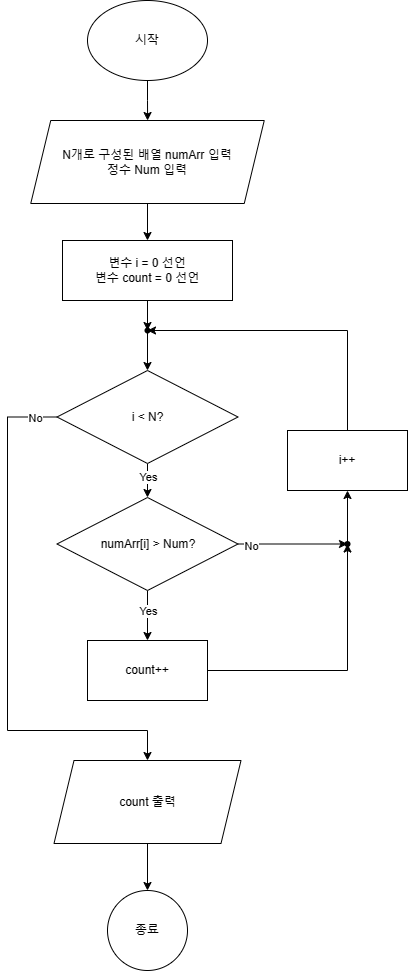 시작
N개로 구성된 배열 numArr 입력
정수 Num 입력
변수 i = 0 선언
변수 count = 0 선언
i < N?
No
Yes
i++
numArr[i] > Num?
No
Yes
count++
count 출력
종료